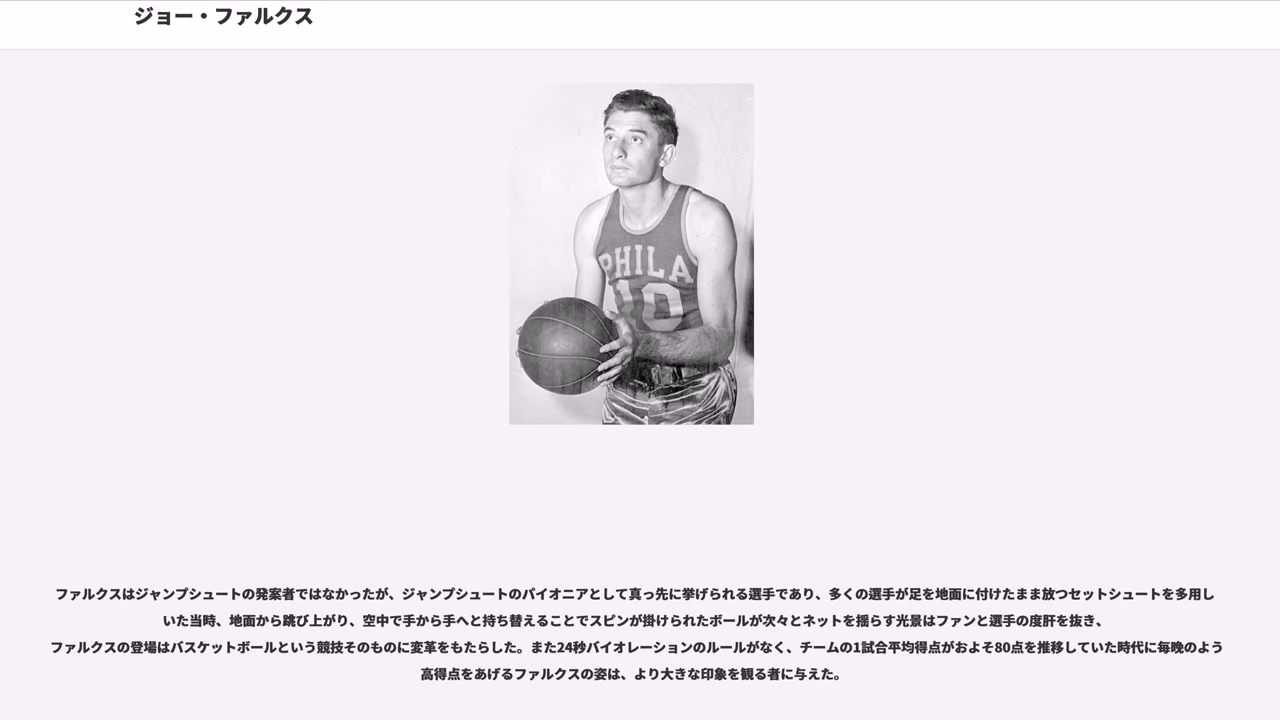 ジョー・ファルクス
PHILA
10
ファルクスはジャンプシュートの発案者ではなかったが、ジャンプシュートのパイオニアとして真っ先に挙げられる選手であり、多くの選手が足を地面に付けたまま放つセットシュートを多用し
いた当時、地面から跳び上がり、空中で手から手へと持ち替えることでスピンが掛けられたボールが次々とネットを揺らす光景はファンと選手の度肝を抜き、
ファルクスの登場はバスケットボールという競技そのものに変革をもたらした。また24秒バイオレーションのルールがなく、チームの1試合平均得点がおよそ80点を推移していた時代に毎晩のよう
高得点をあげるファルクスの姿は、より大きな印象を観る者に与えた。